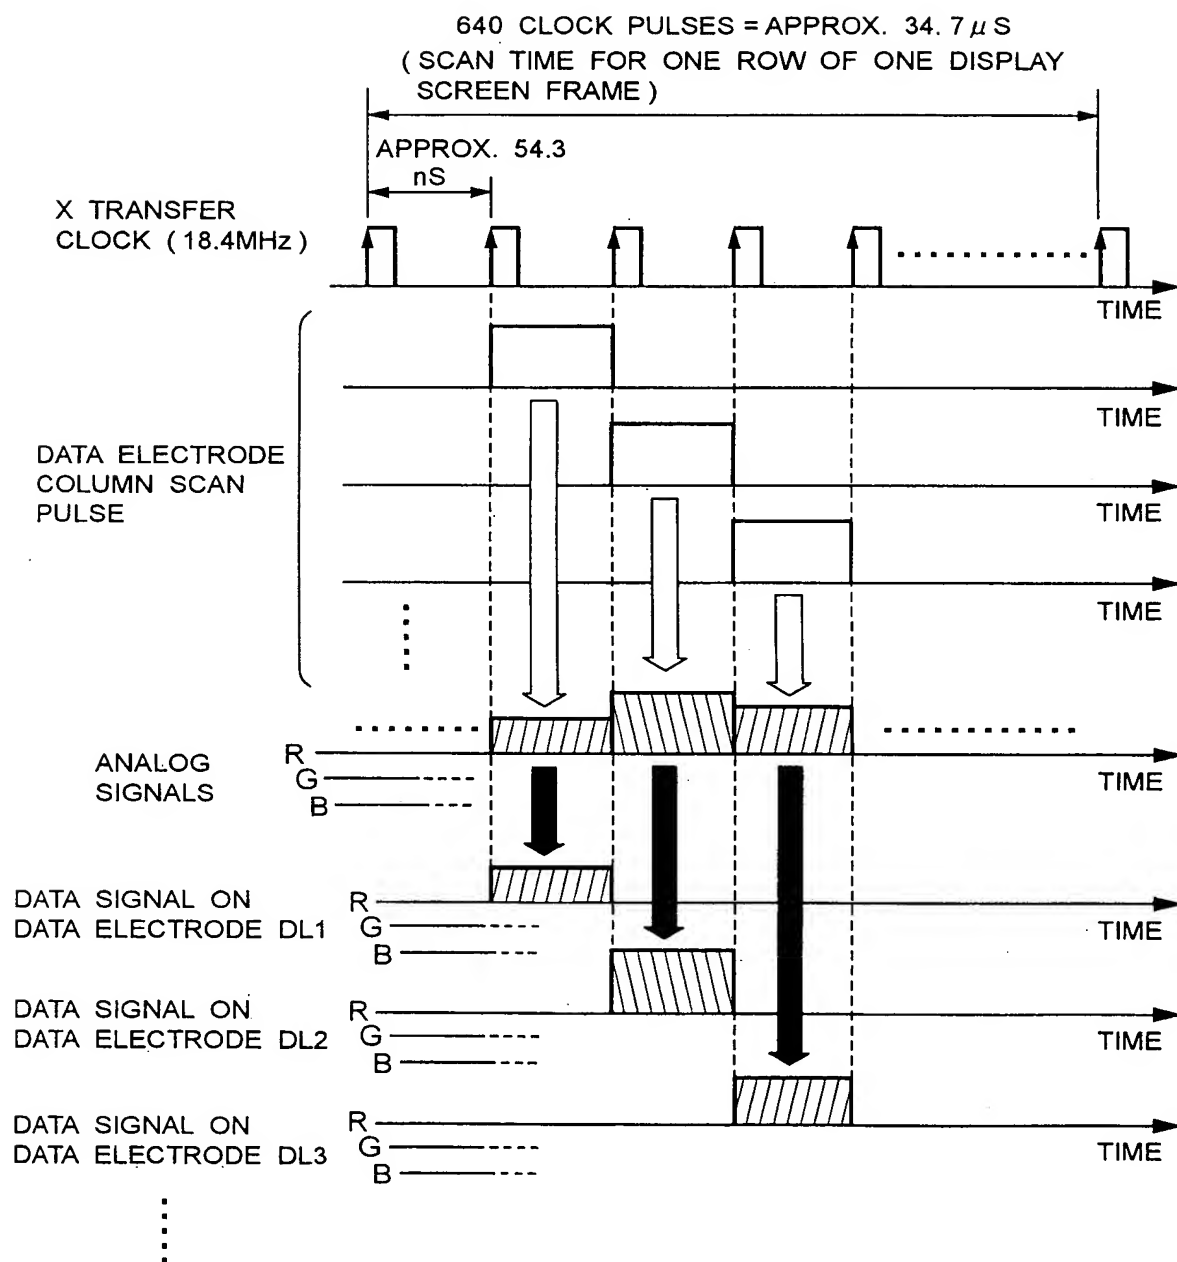 640 CLOCK PULSES = APPROX. 34.7μS
(SCAN TIME FOR ONE ROW OF ONE DISPLAY
SCREEN FRAME)
APPROX. 54.3
nS
X TRANSFER
CLOCK (18.4MHz)
TIME
TIME
DATA ELECTRODE
COLUMN SCAN
PULSE
TIME
TIME
ANALOG
SIGNALS
R
G
B
TIME
DATA SIGNAL ON
DATA ELECTRODE DL1
R
G
B
TIME
DATA SIGNAL ON
DATA ELECTRODE DL2
R
G
B
TIME
DATA SIGNAL ON
DATA ELECTRODE DL3
R
G
B
TIME